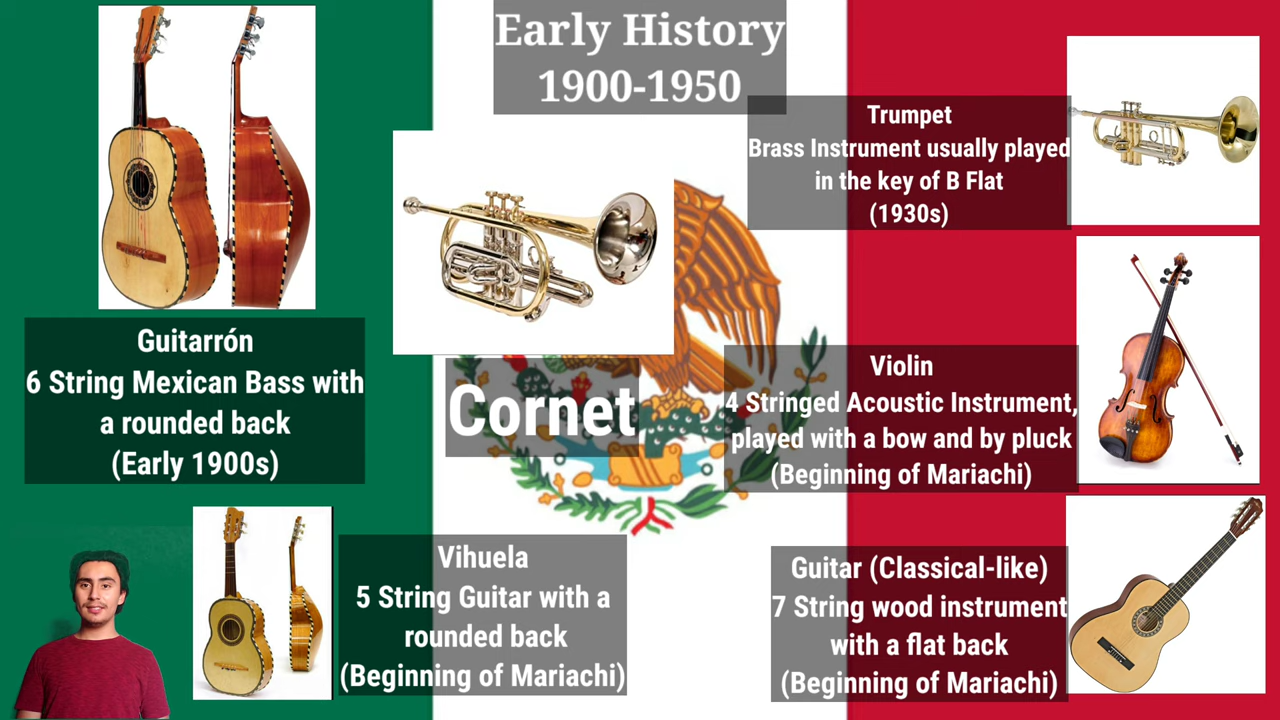 Early History
1900-1950
Guitarrón
6 String Mexican Bass with
a rounded back
(Early 1900s)
Cornet
Trumpet
Brass Instrument usually played
in the key of B Flat
(1930s)
Violin
4 Stringed Acoustic Instrument,
played with a bow and by pluck
(Beginning of Mariachi)
Vihuela
5 String Guitar with a
rounded back
(Beginning of Mariachi)
Guitar (Classical-like)
7 String wood instrument
with a flat back
(Beginning of Mariachi)